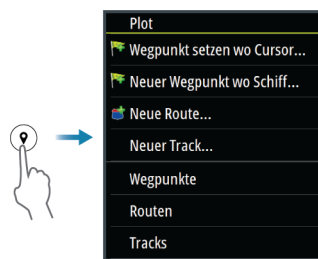 Plot
Wegpunkt setzen wo Cursor...
Neuer Wegpunkt wo Schiff...
Neue Route...
Neuer Track...
Wegpunkte
Routen
Tracks